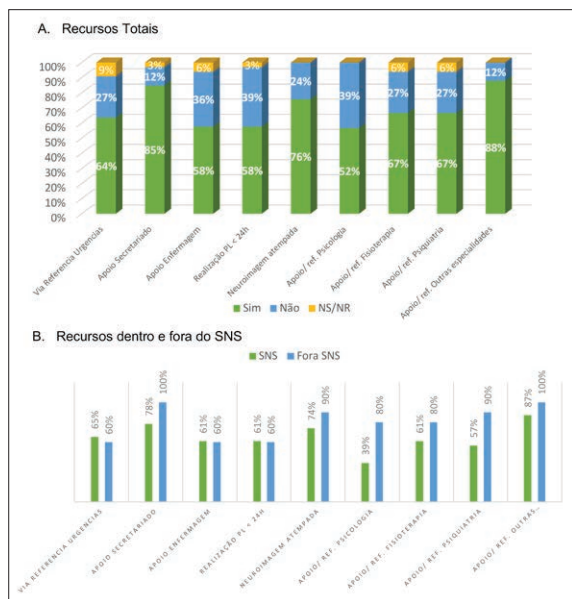 A. Recursos Totais
100%
90%
80%
70%
60%
50%
40%
30%
20%
10%
0%
9% 3% 6% 3% 6% 6%
27% 12% 36% 39% 24% 39% 27% 27% 12%
64% 85% 58% 58% 76% 52% 67% 67% 88%
Via Referencia Urgencias
Apoio Secretariado
Apoio Enfermagem
Realização PL < 24h
Neuroimagem atempada
Apoio/ ref. Psicologia
Apoio/ ref. Fisioterapia
Apoio/ ref. Psiquiatria
Apoio/ ref. Outras especialidades
Sim Não NS/NR
B. Recursos dentro e fora do SNS
SNS Fora SNS
65% 60% 78% 100% 61% 60% 61% 60% 74% 90% 39% 80% 61% 80% 57% 90% 87% 100%
VIA REFERENCIA URGENCIAS
APOIO SECRETARIADO
APOIO ENFERMAGEM
REALIZAÇÃO PL < 24H
NEUROIMAGEM ATEMPADA
APOIO/ REF. PSICOLOGIA
APOIO/ REF. FISIOTERAPIA
APOIO/ REF. PSIQUIATRIA
APOIO/ REF. OUTRAS…